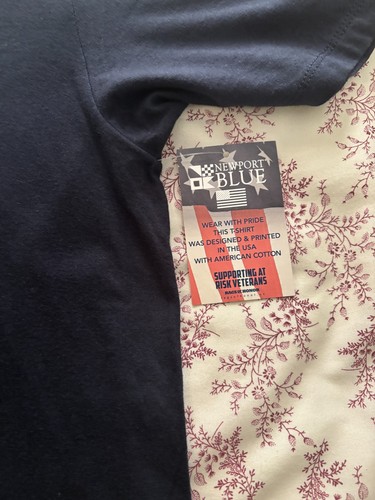 NEWPORT
BLUE
WEAR WITH PRIDE
THIS T-SHIRT
WAS DESIGNED & PRINTED
IN THE USA
WITH AMERICAN COTTON
SUPPORTING AT
RISK VETERANS